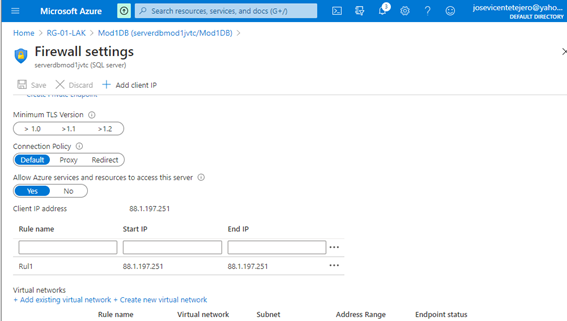 Microsoft Azure
Search resources, services, and docs (G+/)
1
josevicentetejero@yaho...
DEFAULT DIRECTORY
Home > RG-01-LAK > Mod1DB (serverdbmod1jvtc/Mod1DB) >
Firewall settings
serverdbmod1jvtc (SQL server)
Save Discard + Add client IP
Create Private Endpoint
Minimum TLS Version
> 1.0 >1.1 >1.2
Connection Policy
Default Proxy Redirect
Allow Azure services and resources to access this server
Yes No
Client IP address 88.1.197.251
Rule name Start IP End IP
...
Rul1 88.1.197.251 88.1.197.251 ...
Virtual networks
+ Add existing virtual network + Create new virtual network
Rule name Virtual network Subnet Address Range Endpoint status